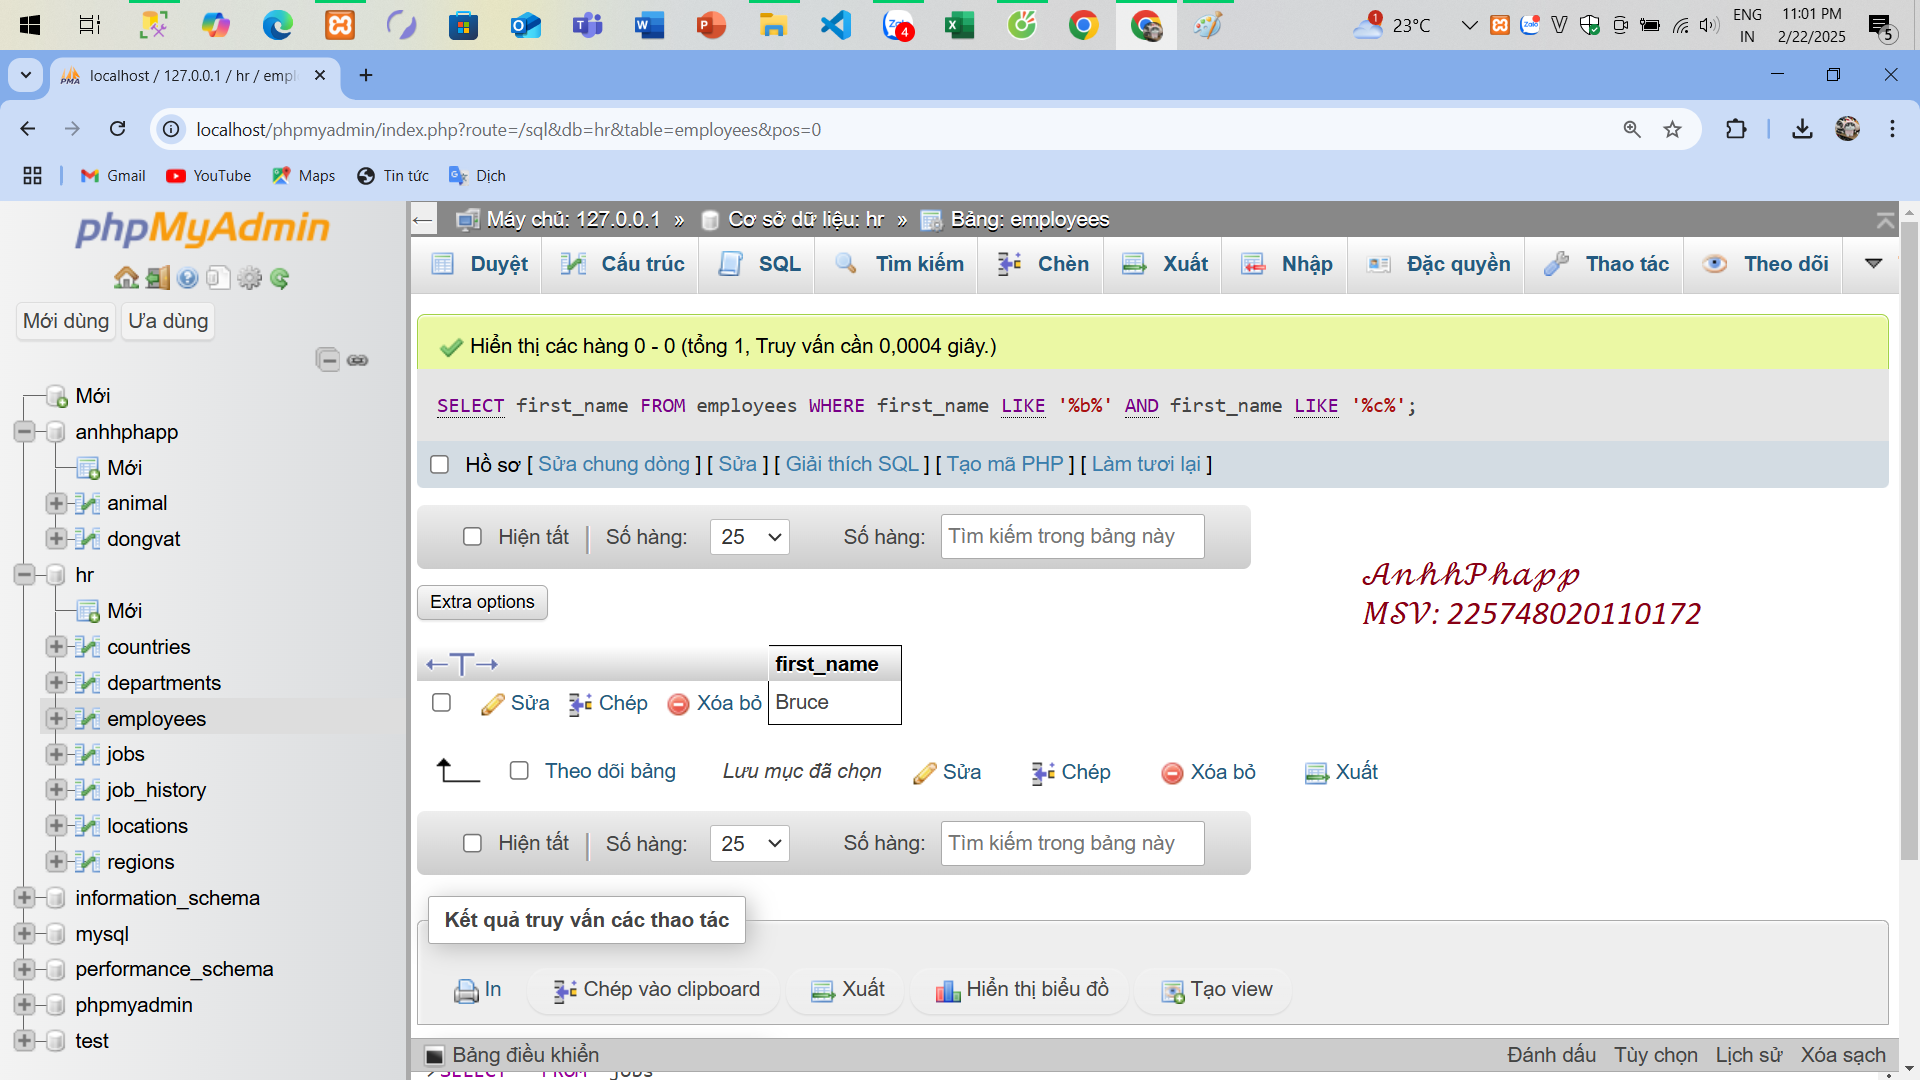 ENG
11:01 PM
23°C
IN
2/22/2025
localhost / 127.0.0.1 / hr / empl
localhost/phpmyadmin/index.php?route=/sql&db=hr&table=employees&pos=0
Gmail YouTube Maps Tin tức Dịch
phpMyAdmin
Mới dùng Ưa dùng
Mới
anhhphapp
Mới
animal
dongvat
hr
Mới
countries
departments
employees
jobs
job_history
locations
regions
information_schema
mysql
performance_schema
phpmyadmin
test
Máy chủ: 127.0.0.1 » Cơ sở dữ liệu: hr » Bảng: employees
Duyệt Cấu trúc SQL Tìm kiếm Chèn Xuất Nhập Đặc quyền Thao tác Theo dõi
Hiển thị các hàng 0 - 0 (tổng 1, Truy vấn cần 0,0004 giây.)
SELECT first_name FROM employees WHERE first_name LIKE '%b%' AND first_name LIKE '%c%';
Hồ sơ [ Sửa chung dòng ] [ Sửa ] [ Giải thích SQL ] [ Tạo mã PHP ] [ Làm tươi lại ]
Hiện tất Số hàng: 25 Số hàng: Tìm kiếm trong bảng này
AnhhPhapp
MSV: 225748020110172
Extra options
first_name
Sửa Chép Xóa bỏ Bruce
Theo dõi bảng Lưu mục đã chọn Sửa Chép Xóa bỏ Xuất
Hiện tất Số hàng: 25 Số hàng: Tìm kiếm trong bảng này
Kết quả truy vấn các thao tác
In Chép vào clipboard Xuất Hiển thị biểu đồ Tạo view
Bảng điều khiển Đánh dấu Tùy chọn Lịch sử Xóa sạch